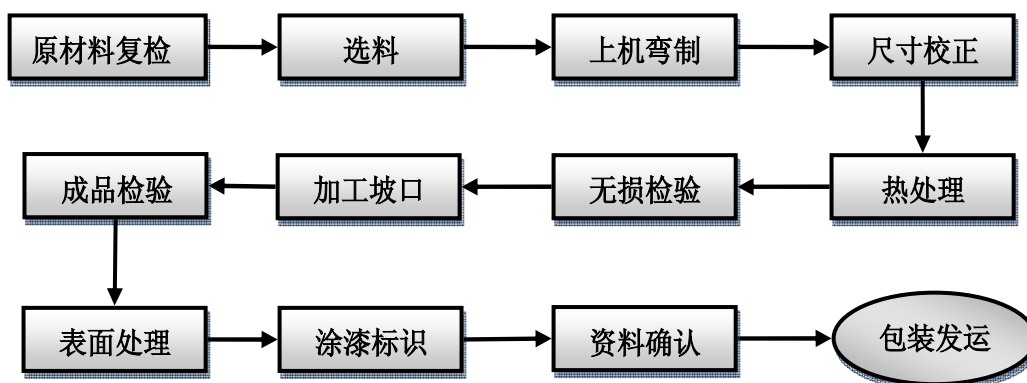 原材料复检
选料
上机弯制
尺寸校正
热处理
无损检验
加工坡口
成品检验
表面处理
涂漆标识
资料确认
包装发运